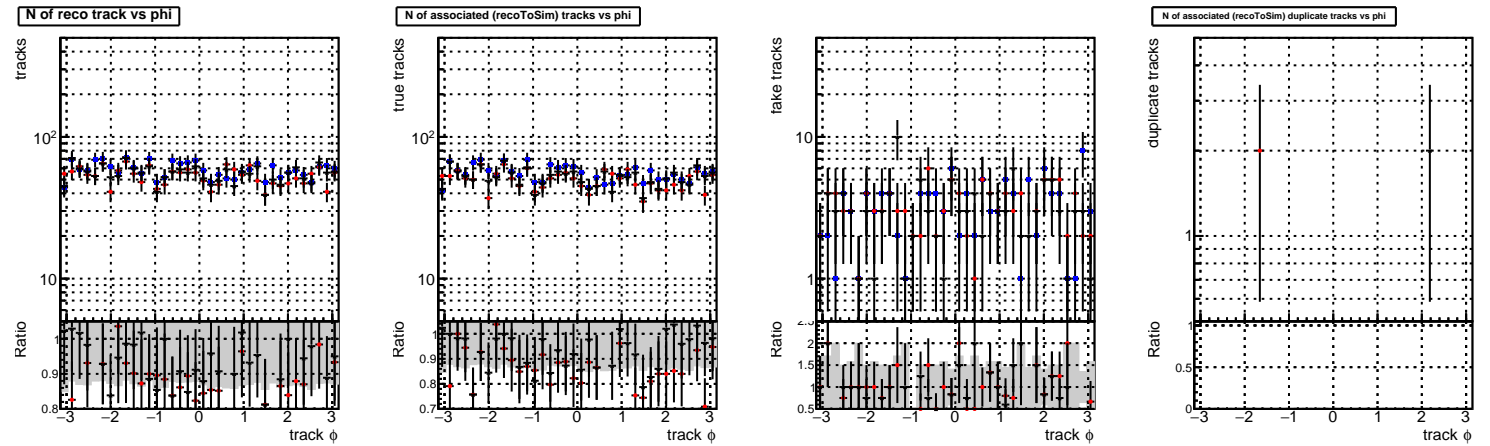 N of reco track vs phi
tracks
10²
10
Ratio
1
0.9
0.8
−3 −2 −1 0 1 2 3
track ϕ
N of associated (recoToSim) tracks vs phi
true tracks
10²
10
Ratio
1
0.9
0.8
0.7
−3 −2 −1 0 1 2 3
track ϕ
fake tracks
10
1
Ratio
2.5
2
1.5
1
0.5
−3 −2 −1 0 1 2 3
track ϕ
N of associated (recoToSim) duplicate tracks vs phi
duplicate tracks
1
Ratio
1
0.5
0
−3 −2 −1 0 1 2 3
track ϕ